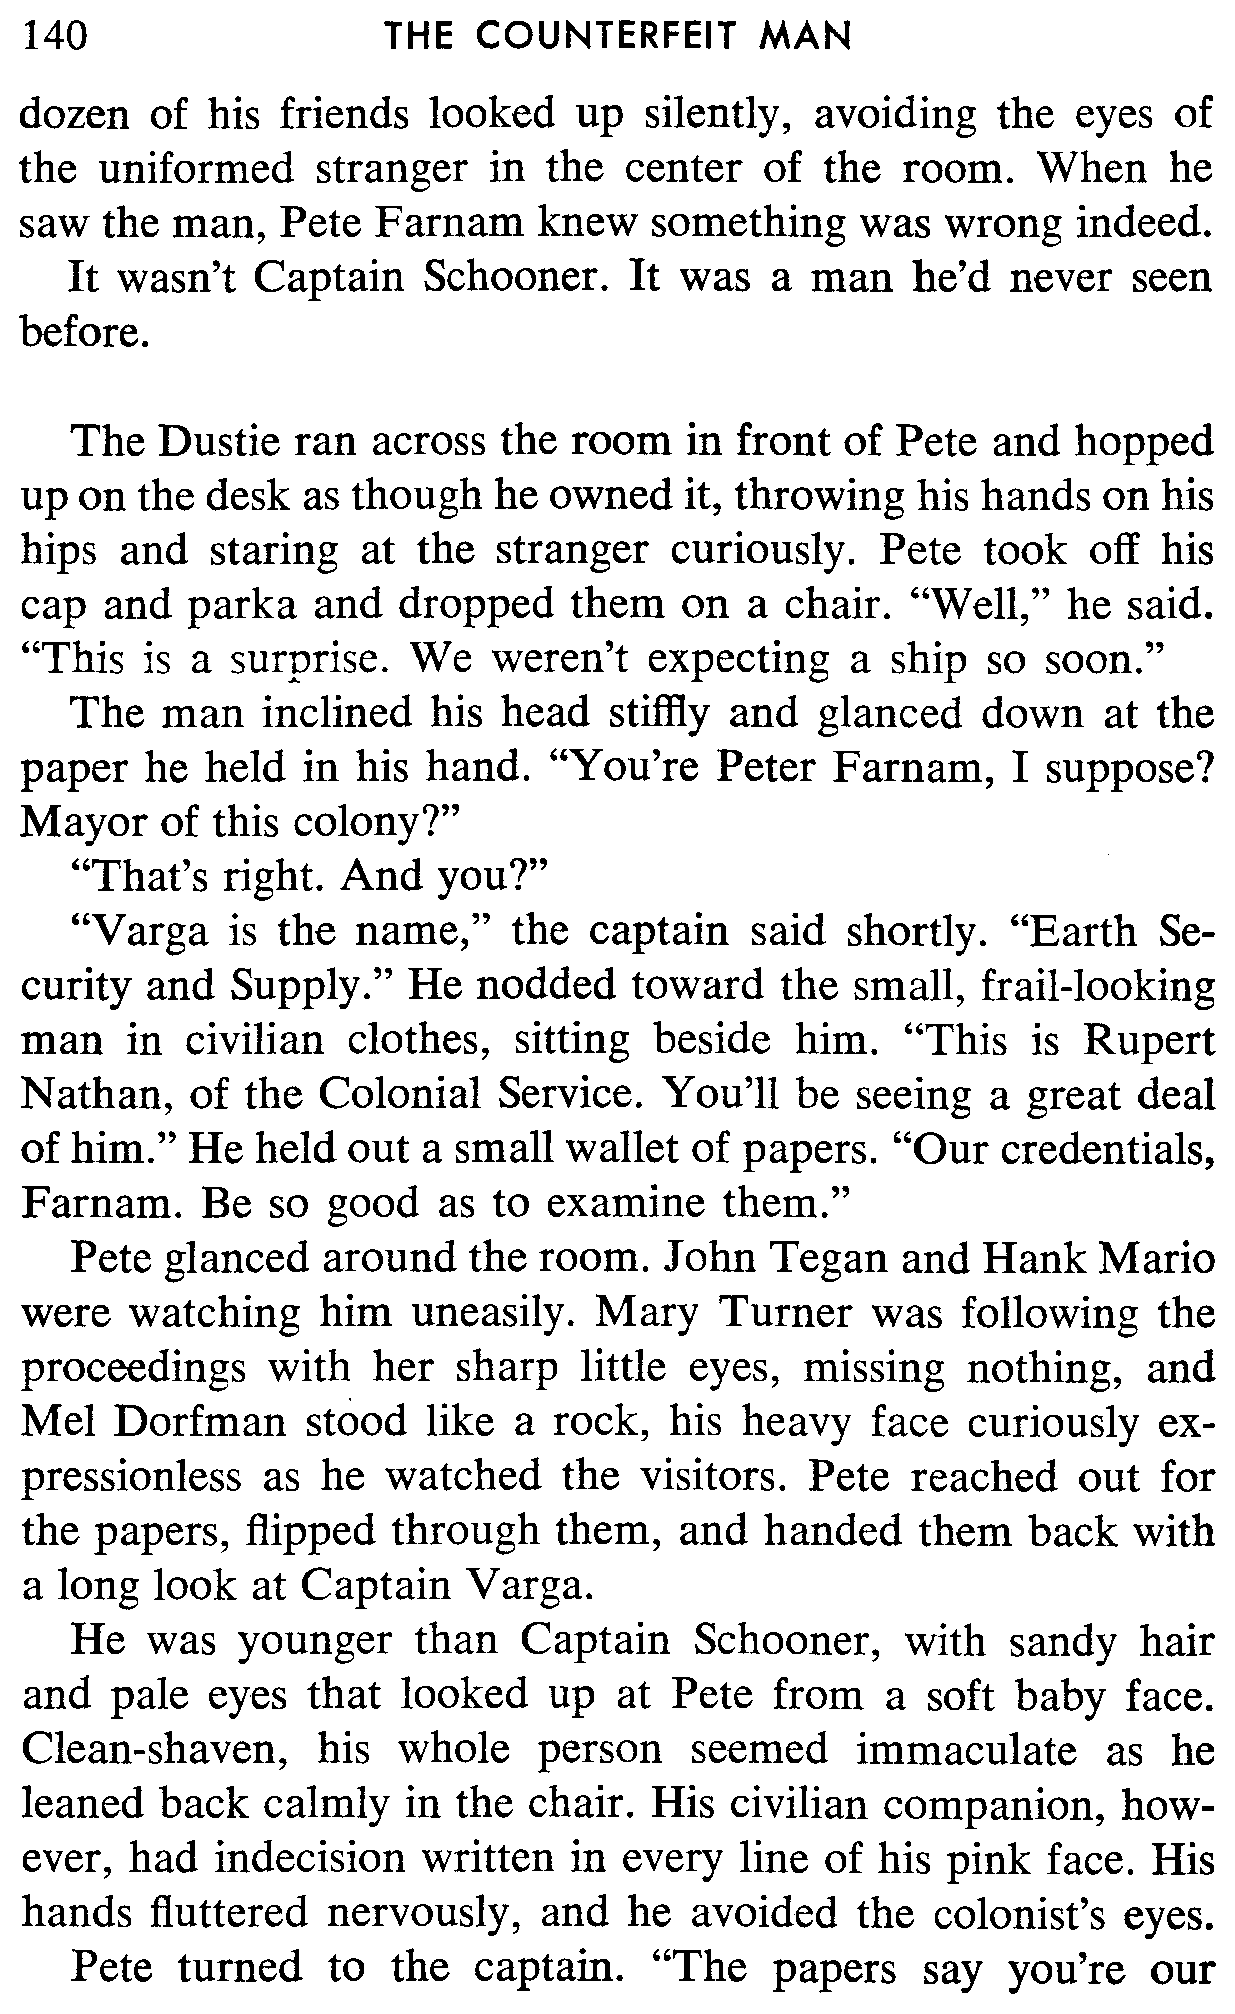 140 THE COUNTERFEIT MAN
dozen of his friends looked up silently, avoiding the eyes of
the uniformed stranger in the center of the room. When he
saw the man, Pete Farnam knew something was wrong indeed.
It wasn't Captain Schooner. It was a man he'd never seen
before.
The Dustie ran across the room in front of Pete and hopped
up on the desk as though he owned it, throwing his hands on his
hips and staring at the stranger curiously. Pete took off his
cap and parka and dropped them on a chair. “Well,” he said.
“This is a surprise. We weren't expecting a ship so soon.”
The man inclined his head stiffly and glanced down at the
paper he held in his hand. “You're Peter Farnam, I suppose?
Mayor of this colony?”
“That's right. And you?”
“Varga is the name,” the captain said shortly. “Earth Se-
curity and Supply.” He nodded toward the small, frail-looking
man in civilian clothes, sitting beside him. “This is Rupert
Nathan, of the Colonial Service. You'll be seeing a great deal
of him.” He held out a small wallet of papers. “Our credentials,
Farnam. Be so good as to examine them.”
Pete glanced around the room. John Tegan and Hank Mario
were watching him uneasily. Mary Turner was following the
proceedings with her sharp little eyes, missing nothing, and
Mel Dorfman stood like a rock, his heavy face curiously ex-
pressionless as he watched the visitors. Pete reached out for
the papers, flipped through them, and handed them back with
a long look at Captain Varga.
He was younger than Captain Schooner, with sandy hair
and pale eyes that looked up at Pete from a soft baby face.
Clean-shaven, his whole person seemed immaculate as he
leaned back calmly in the chair. His civilian companion, how-
ever, had indecision written in every line of his pink face. His
hands fluttered nervously, and he avoided the colonist's eyes.
Pete turned to the captain. “The papers say you're our